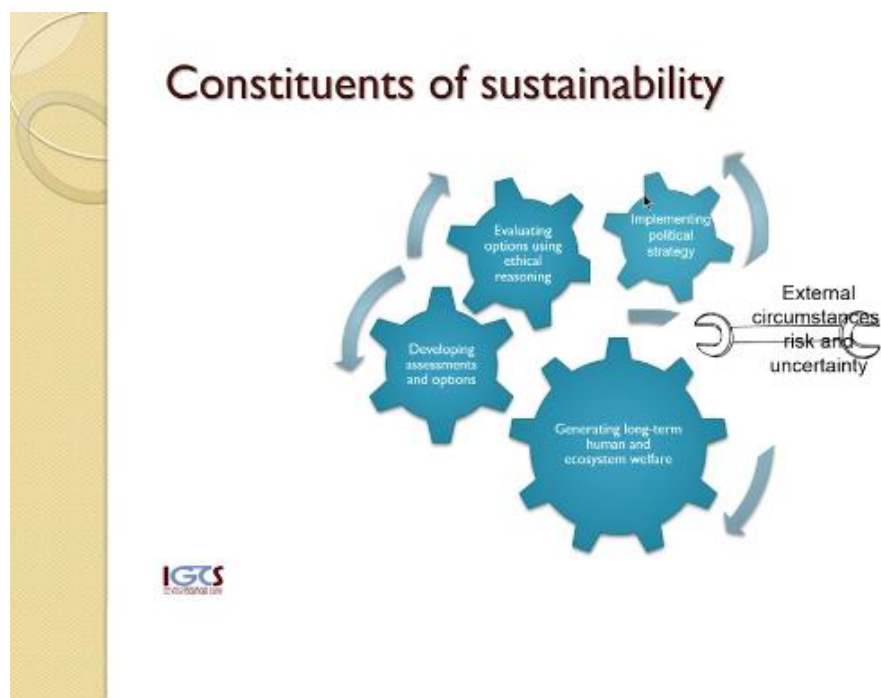 Constituents of sustainability
Evaluating
options using
ethical
reasoning
Implementing
political
strategy
Developing
assessments
and options
Generating long-term
human and
ecosystem welfare
External
circumstances
risk and
uncertainty
IGCS